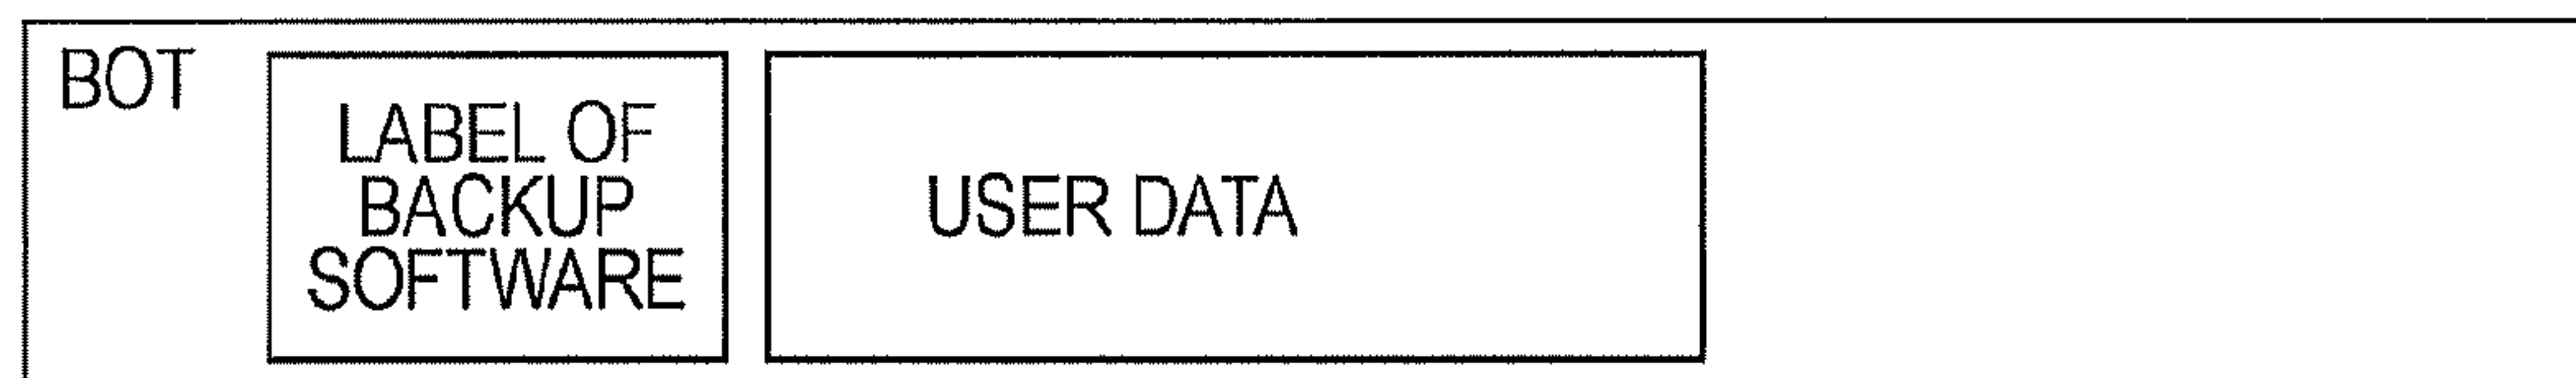 BOT
LABEL OF
BACKUP
SOFTWARE
USER DATA